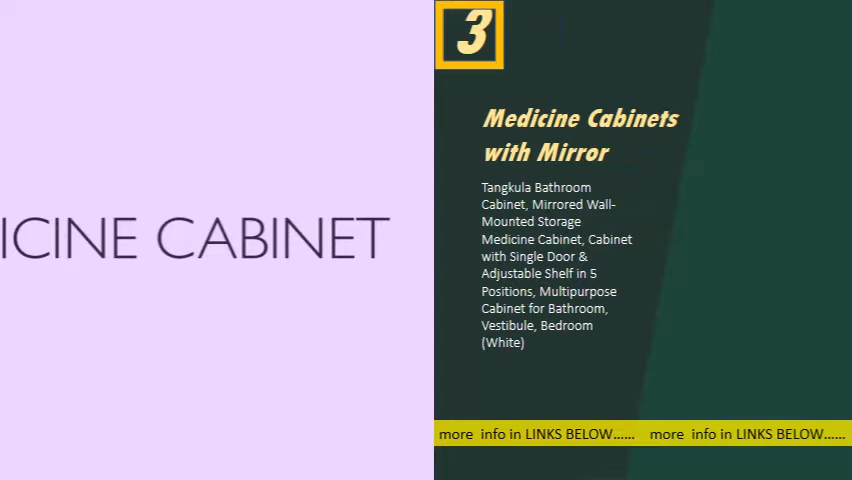 ICINE CABINET
3
Medicine Cabinets
with Mirror
Tangkula Bathroom
Cabinet, Mirrored Wall-
Mounted Storage
Medicine Cabinet, Cabinet
with Single Door &
Adjustable Shelf in 5
Positions, Multipurpose
Cabinet for Bathroom,
Vestibule, Bedroom
(White)
more info in LINKS BELOW...... more info in LINKS BELOW......